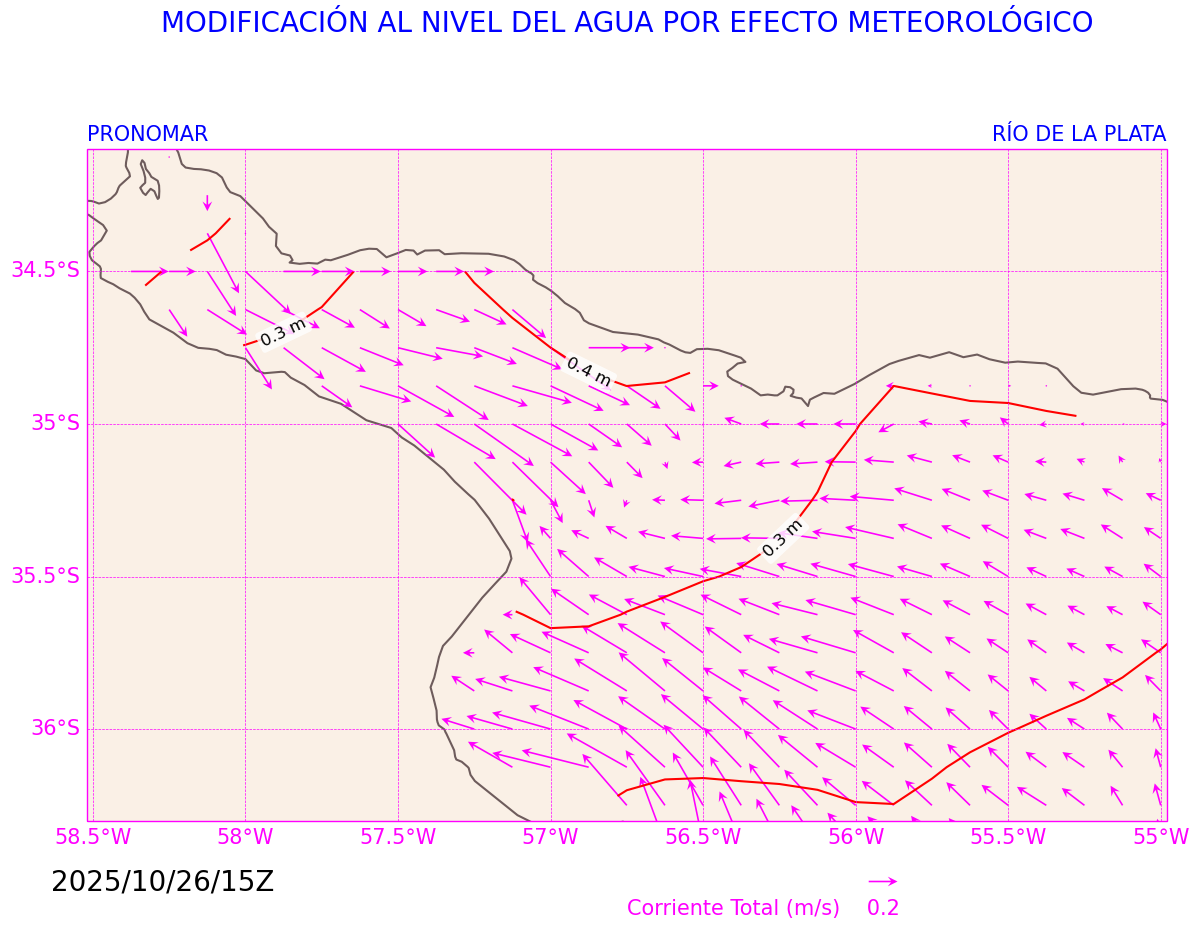 MODIFICACIÓN AL NIVEL DEL AGUA POR EFECTO METEOROLÓGICO
PRONOMAR
RÍO DE LA PLATA
34.5°S
0.3 m
0.4 m
35°S
0.3 m
35.5°S
36°S
58.5°W 58°W 57.5°W 57°W 56.5°W 56°W 55.5°W 55°W
2025/10/26/15Z
Corriente Total (m/s) 0.2